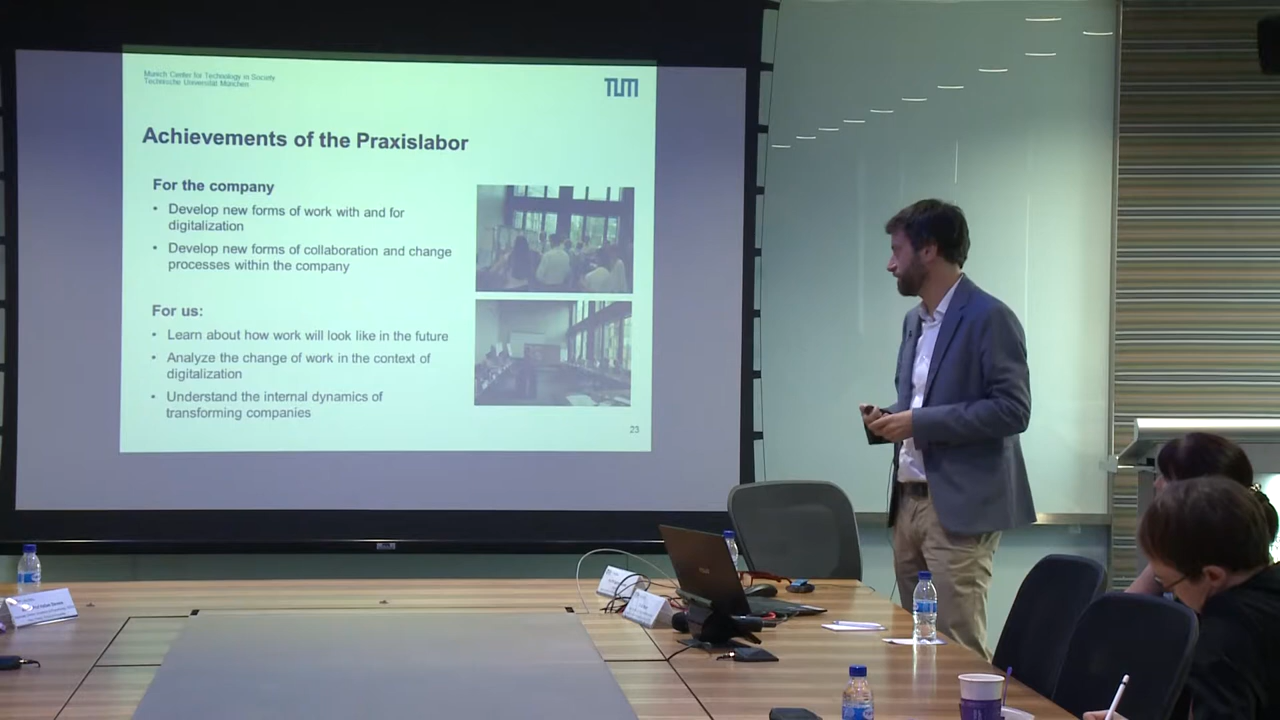 Munich Center for Technology in Society
Technische Universität München
TUM
Achievements of the Praxislabor
For the company
• Develop new forms of work with and for
digitalization
• Develop new forms of collaboration and change
processes within the company
For us:
• Learn about how work will look like in the future
• Analyze the change of work in the context of
digitalization
• Understand the internal dynamics of
transforming companies
23